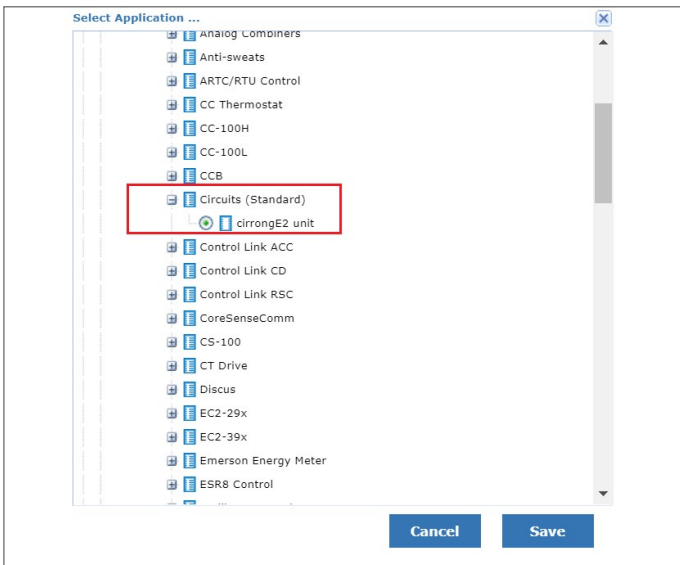 Select Application ...
Analog Combiners
Anti-sweats
ARTC/RTU Control
CC Thermostat
CC-100H
CC-100L
CCB
Circuits (Standard)
cirrongE2 unit
Control Link ACC
Control Link CD
Control Link RSC
CoreSenseComm
CS-100
CT Drive
Discus
EC2-29x
EC2-39x
Emerson Energy Meter
ESR8 Control
Cancel
Save